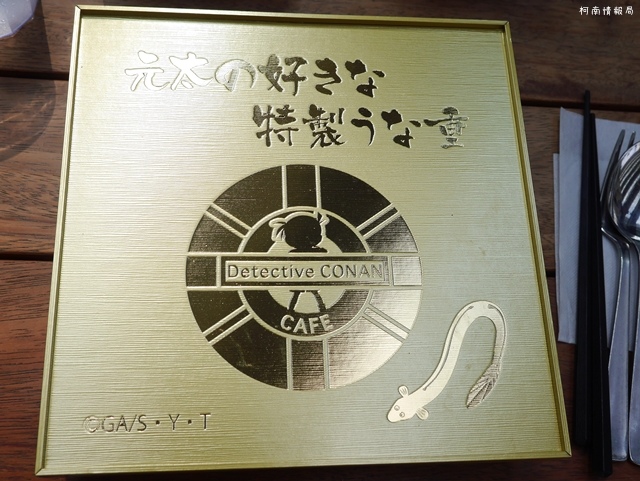 柯南情報局
元太の好きな
特製うな重
Detective CONAN
CAFE
©GA/S・Y・T